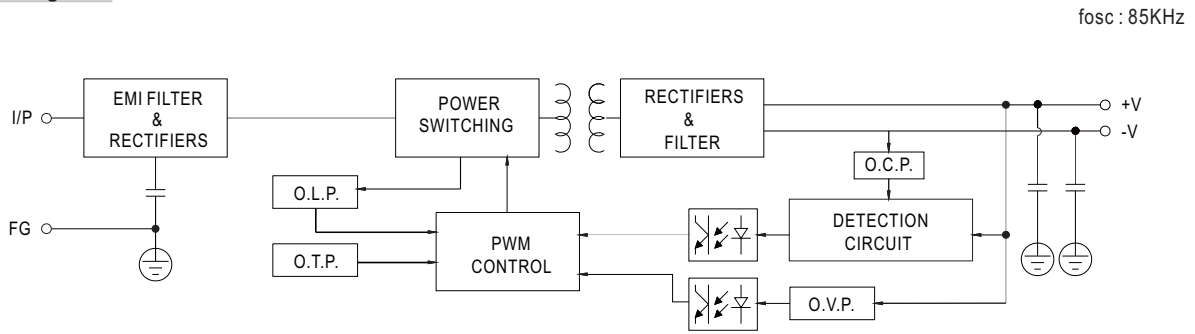 fosc : 85KHz
I/P
EMI FILTER
&
RECTIFIERS
POWER
SWITCHING
RECTIFIERS
&
FILTER
+V
-V
O.C.P.
O.L.P.
FG
PWM
CONTROL
DETECTION
CIRCUIT
O.T.P.
O.V.P.